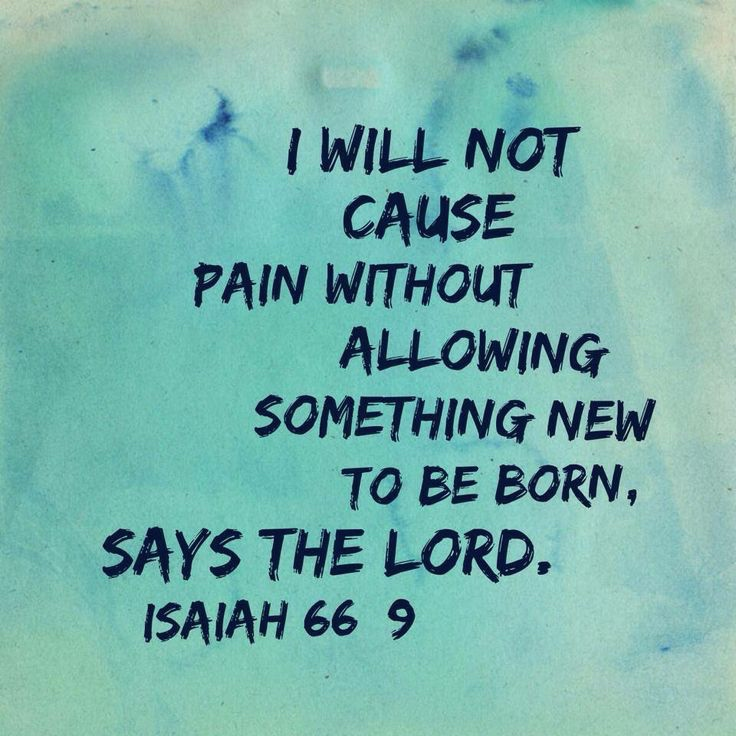 I WILL NOT
CAUSE
PAIN WITHOUT
ALLOWING
SOMETHING NEW
TO BE BORN,
SAYS THE LORD.
ISAIAH 66 9